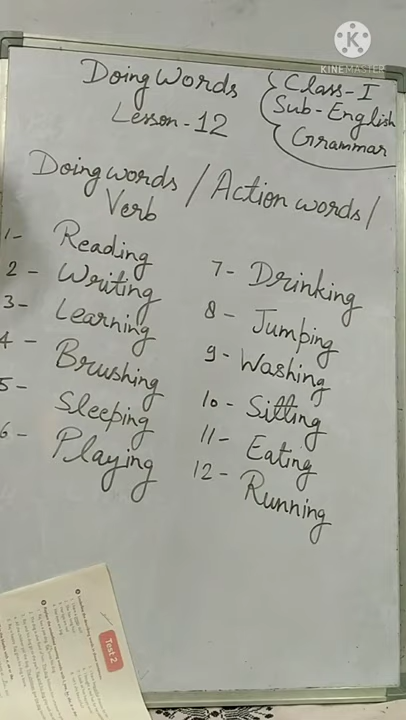 KINEMASTER
Doing Words
Lesson - 12
Class - I
Sub - English
Grammar
Doing words / Action words /
Verb
1- Reading
2 - Writing
3- Learning
4 - Brushing
5 - Sleeping
6 - Playing
7 - Drinking
8 - Jumping
9 - Washing
10 - Sitting
11 - Eating
12 - Running
Test 2